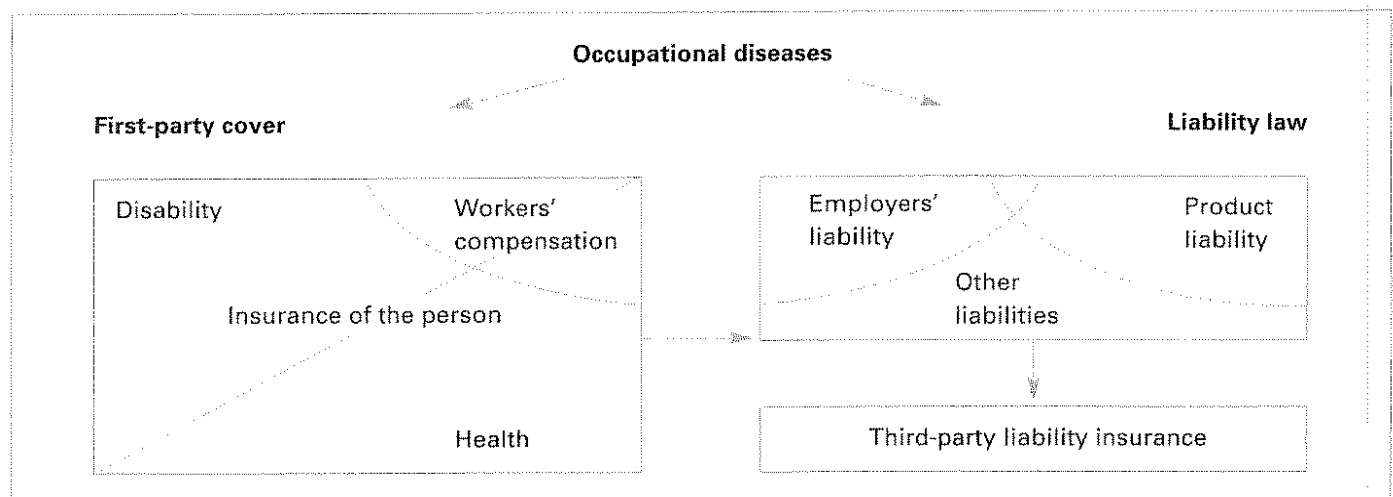 Occupational diseases
First-party cover
Liability law
Disability
Workers'
compensation
Insurance of the person
Health
Employers'
liability
Product
liability
Other
liabilities
Third-party liability insurance